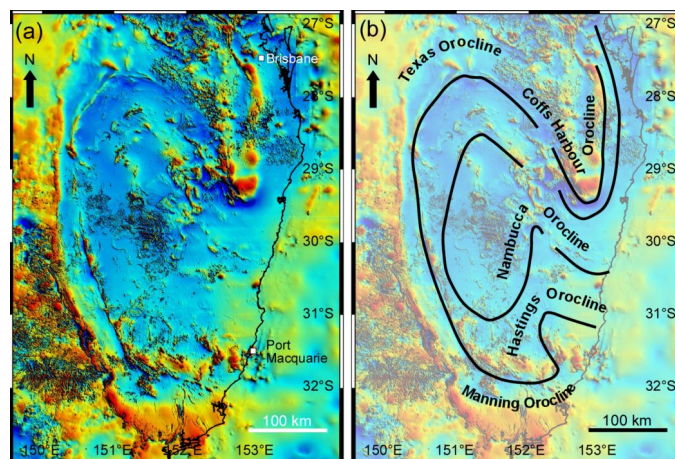 (a)
27°S
Brisbane
N
28°S
29°S
30°S
31°S
Port
Macquarie
32°S
100 km
150°E
151°E
152°E
153°E
(b)
27°S
Texas Orocline
N
28°S
Coffs Harbour
Orocline
29°S
Nambucca
Orocline
30°S
Hastings
Orocline
31°S
32°S
Manning Orocline
100 km
150°E
151°E
152°E
153°E